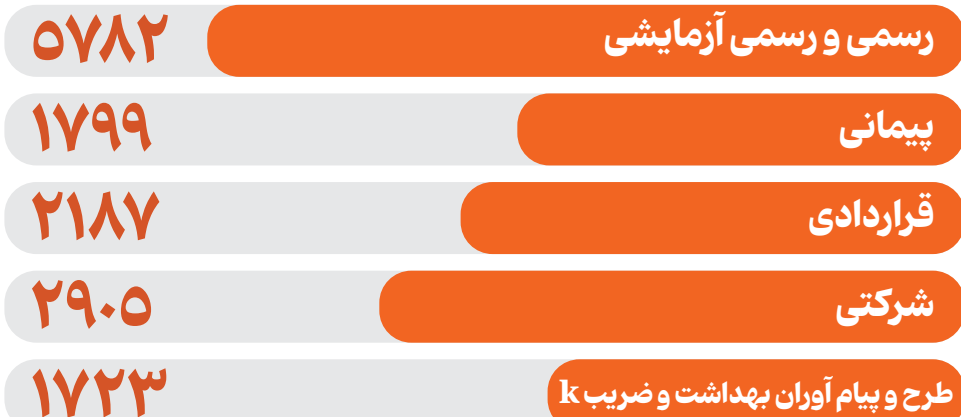 رسمی و رسمی آزمایشی ۵۷۸۲
پیمانی ۱۷۹۹
قراردادی ۲۱۸۷
شرکتی ۲۹۰۵
طرح و پیام آوران بهداشت و ضریب k ۱۷۲۳